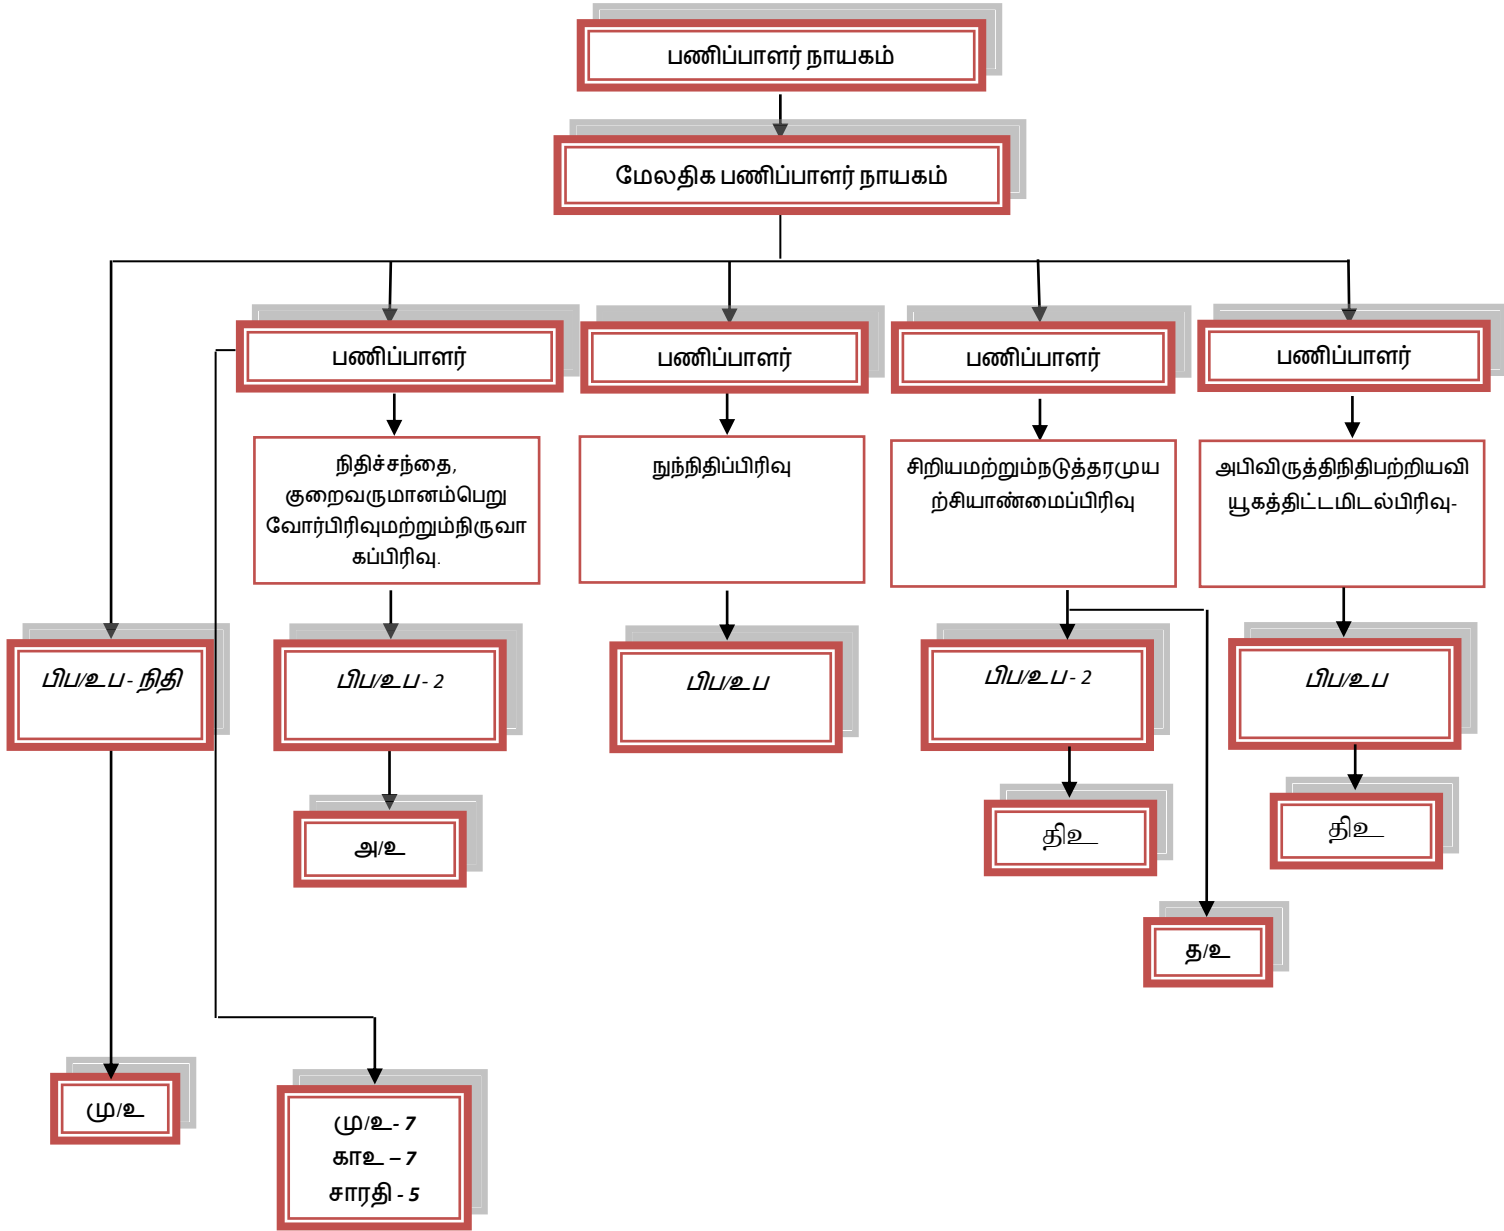 பணிப்பாளர் நாயகம்
மேலதிக பணிப்பாளர் நாயகம்
பணிப்பாளர்
பணிப்பாளர்
பணிப்பாளர்
பணிப்பாளர்
நிதிச்சந்தை,
குறைவருமானம்பெறு
வோர்பிரிவுமற்றும்நிருவா
கப்பிரிவு.
நுந்நிதிப்பிரிவு
சிறியமற்றும்நடுத்தரமுய
ற்சியாண்மைப்பிரிவு
அபிவிருத்திநிதிபற்றியவி
யூகத்திட்டமிடல்பிரிவு-
பிப/உப - நிதி
பிப/உப - 2
பிப/உப
பிப/உப - 2
பிப/உப
அ/உ
திஉ
திஉ
த/உ
மு/உ
மு/உ- 7
காஉ – 7
சாரதி - 5